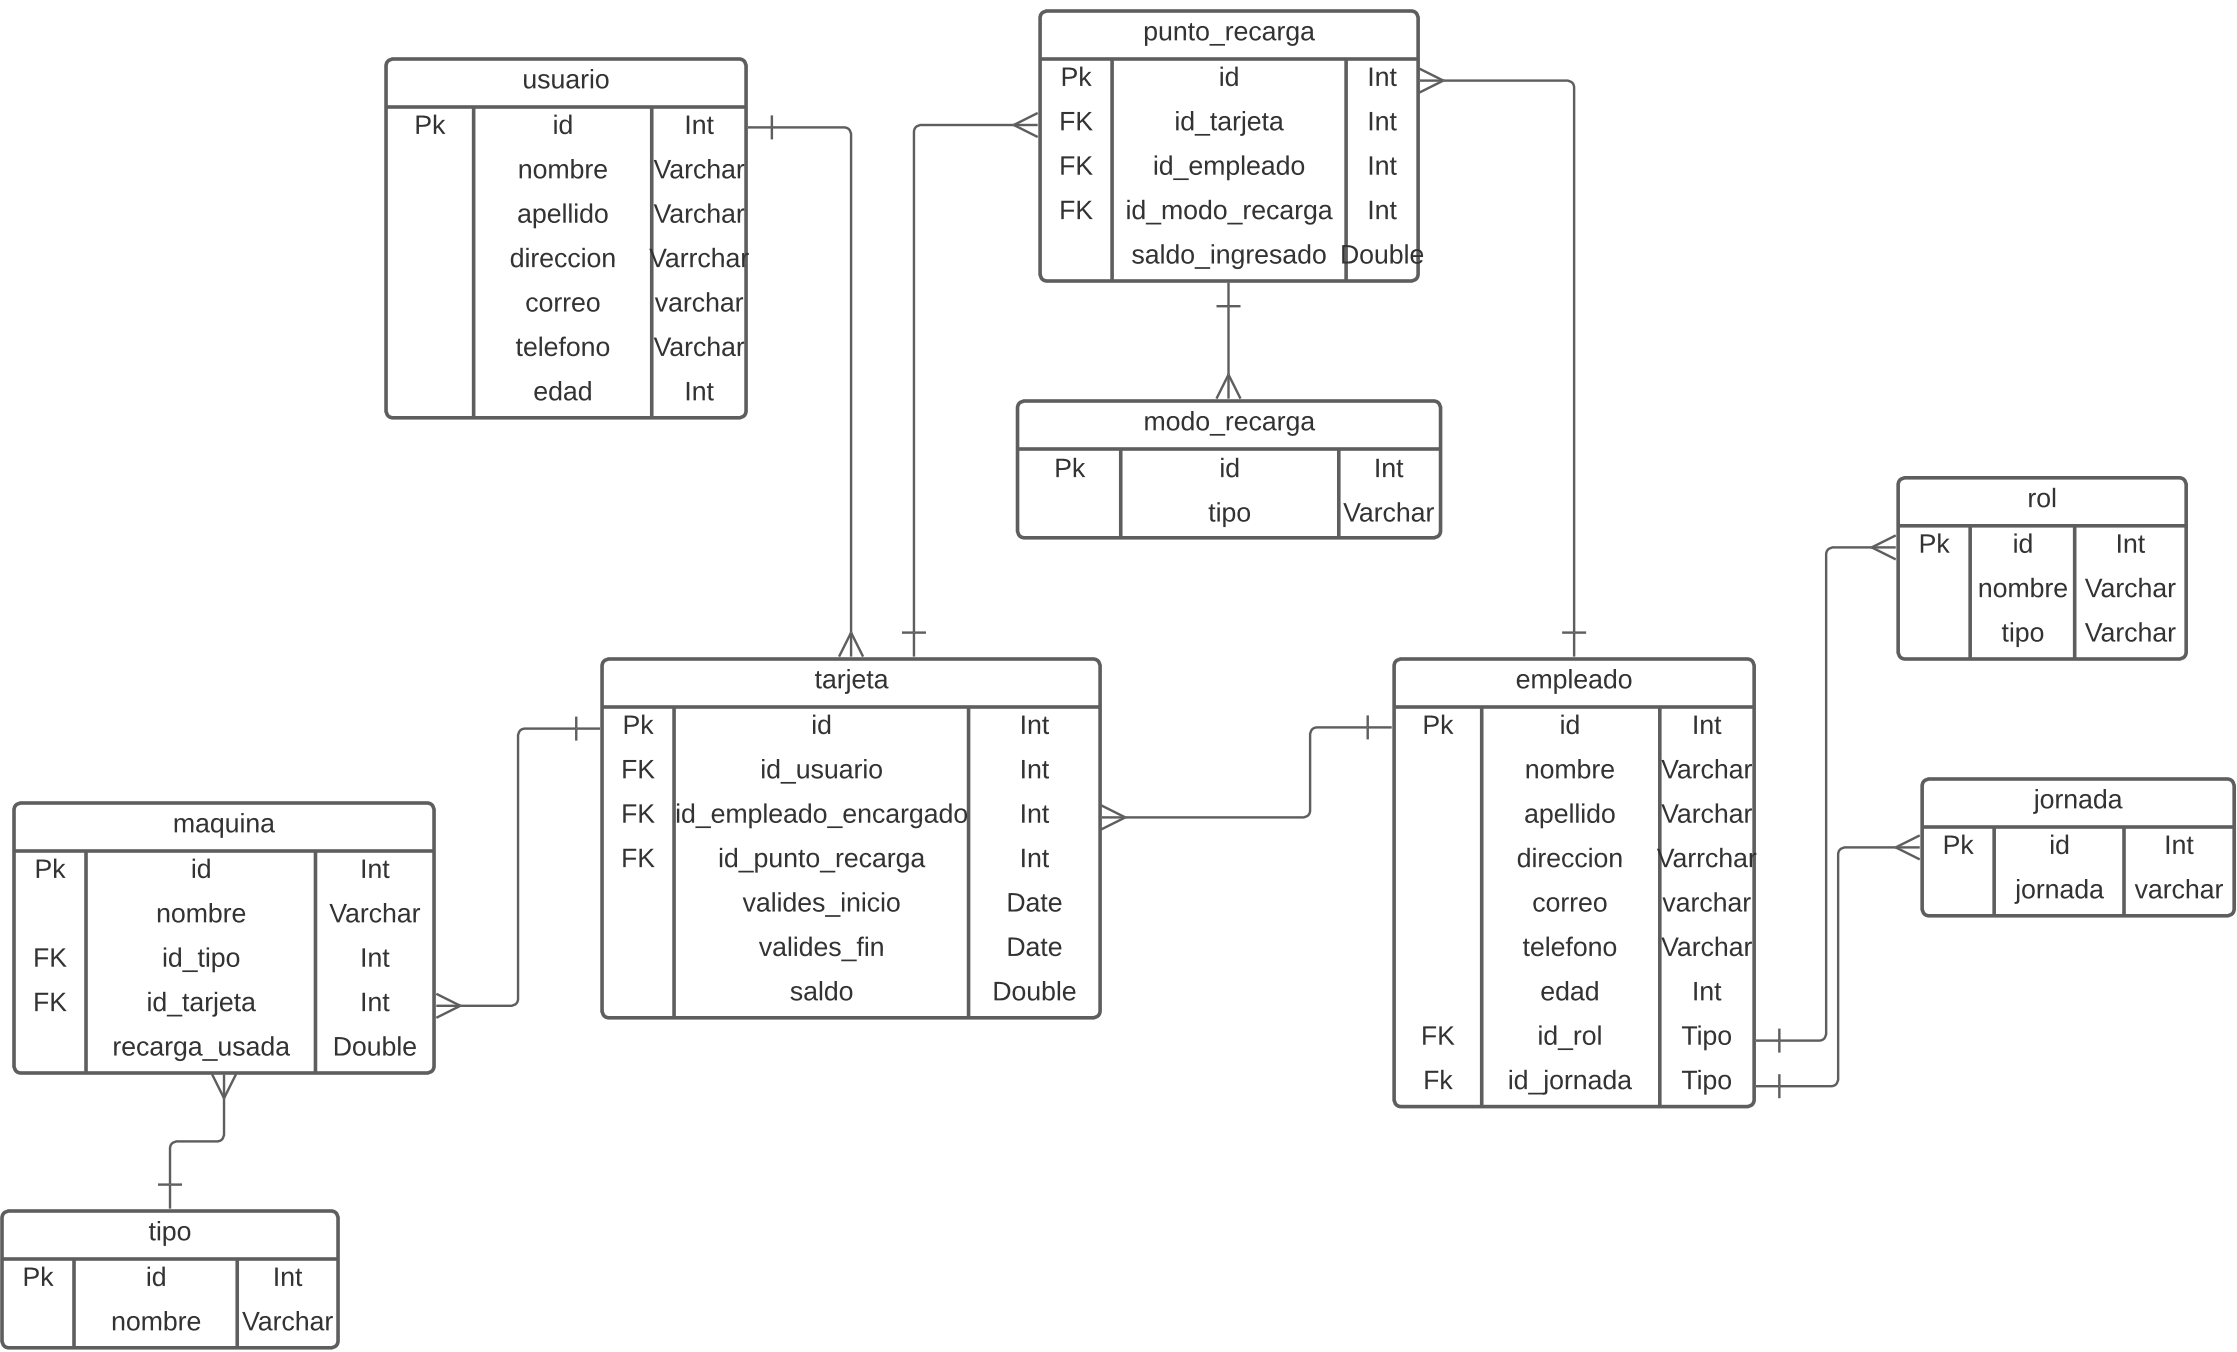 punto_recarga
Pk id Int
FK id_tarjeta Int
FK id_empleado Int
FK id_modo_recarga Int
saldo_ingresado Double
usuario
Pk id Int
nombre Varchar
apellido Varchar
direccion Varrchar
correo varchar
telefono Varchar
edad Int
modo_recarga
Pk id Int
tipo Varchar
rol
Pk id Int
nombre Varchar
tipo Varchar
tarjeta
Pk id Int
FK id_usuario Int
FK id_empleado_encargado Int
FK id_punto_recarga Int
valides_inicio Date
valides_fin Date
saldo Double
empleado
Pk id Int
nombre Varchar
apellido Varchar
direccion Varrchar
correo varchar
telefono Varchar
edad Int
FK id_rol Tipo
Fk id_jornada Tipo
jornada
Pk id Int
jornada varchar
maquina
Pk id Int
nombre Varchar
FK id_tipo Int
FK id_tarjeta Int
recarga_usada Double
tipo
Pk id Int
nombre Varchar